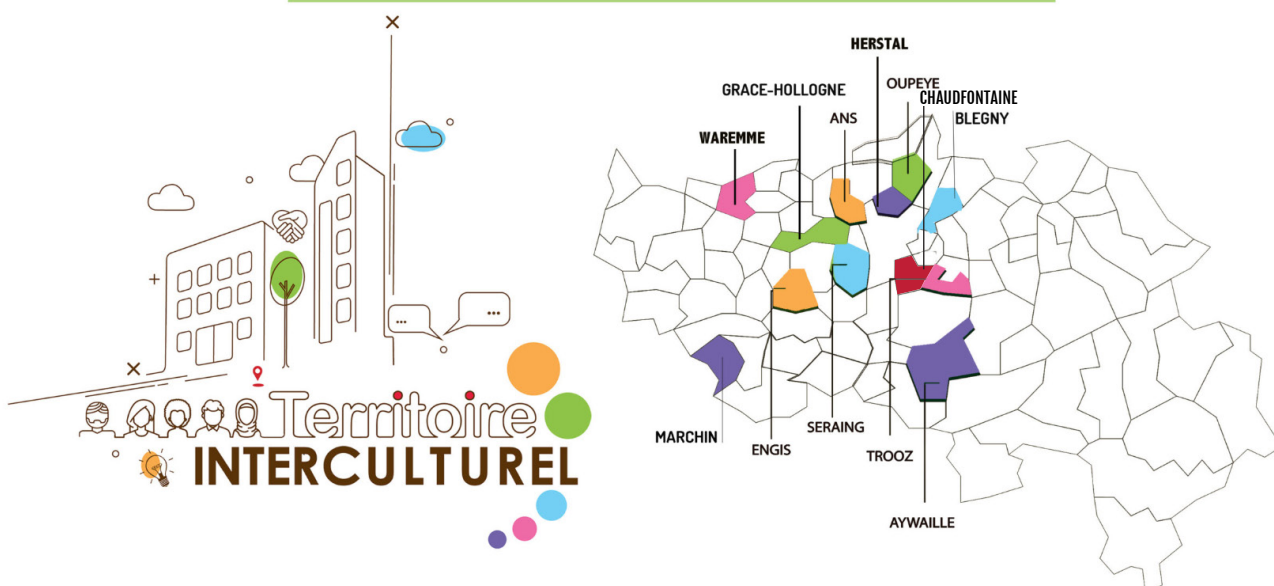 Territoire
INTERCULTUREL
HERSTAL
OUPEYE
GRACE-HOLLOGNE
CHAUDFONTAINE
ANS
BLEGNY
WAREMME
MARCHIN
ENGIS
SERAING
TROOZ
AYWAILLE